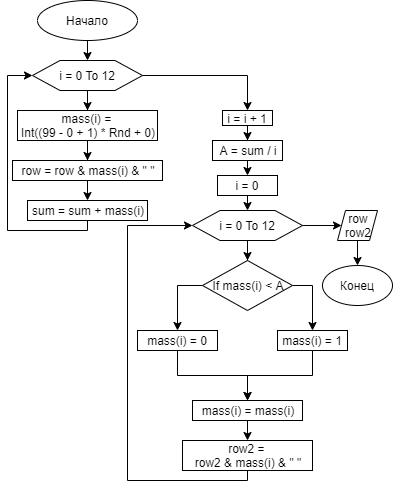 Начало
i = 0 To 12
mass(i) =
Int((99 - 0 + 1) * Rnd + 0)
row = row & mass(i) & " "
sum = sum + mass(i)
i = i + 1
A = sum / i
i = 0
i = 0 To 12
row
row2
Конец
If mass(i) < A
mass(i) = 0
mass(i) = 1
mass(i) = mass(i)
row2 =
row2 & mass(i) & " "